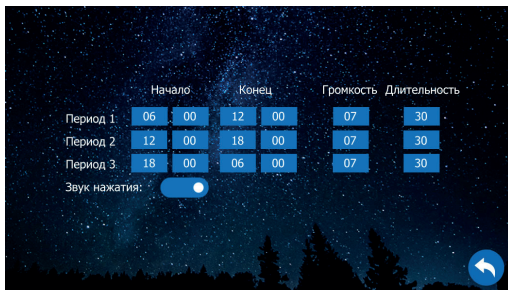 Начало Конец Громкость Длительность
Период 1 06 00 12 00 07 30
Период 2 12 00 18 00 07 30
Период 3 18 00 06 00 07 30
Звук нажатия: